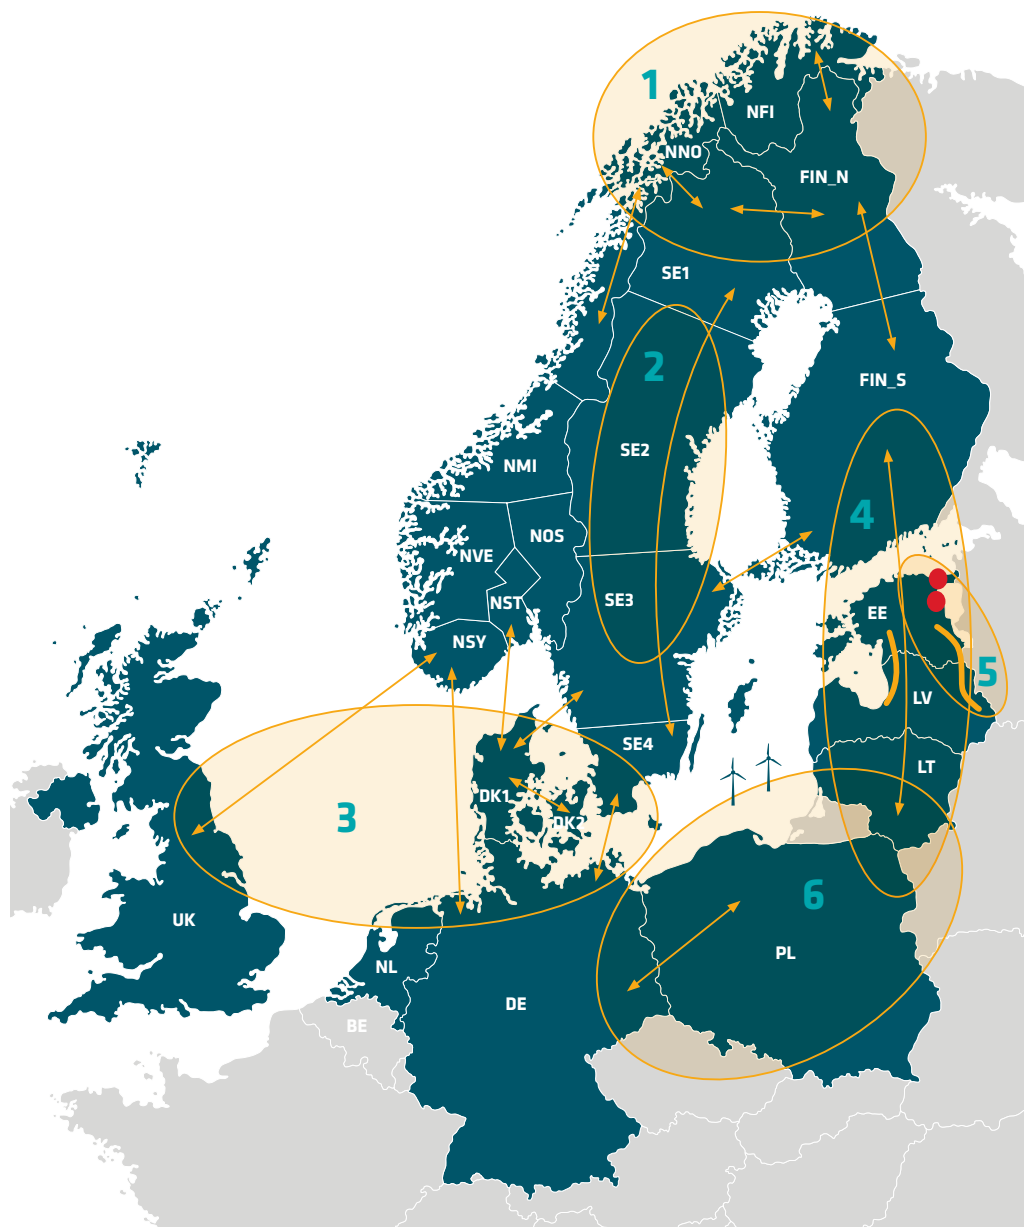 1
NFI
NNO
FIN_N
SE1
2
FIN_S
SE2
NMI
4
NOS
NVE
SE3
NST
EE
NSY
5
LV
SE4
LT
DK1
3
DK2
6
UK
PL
NL
DE
BE